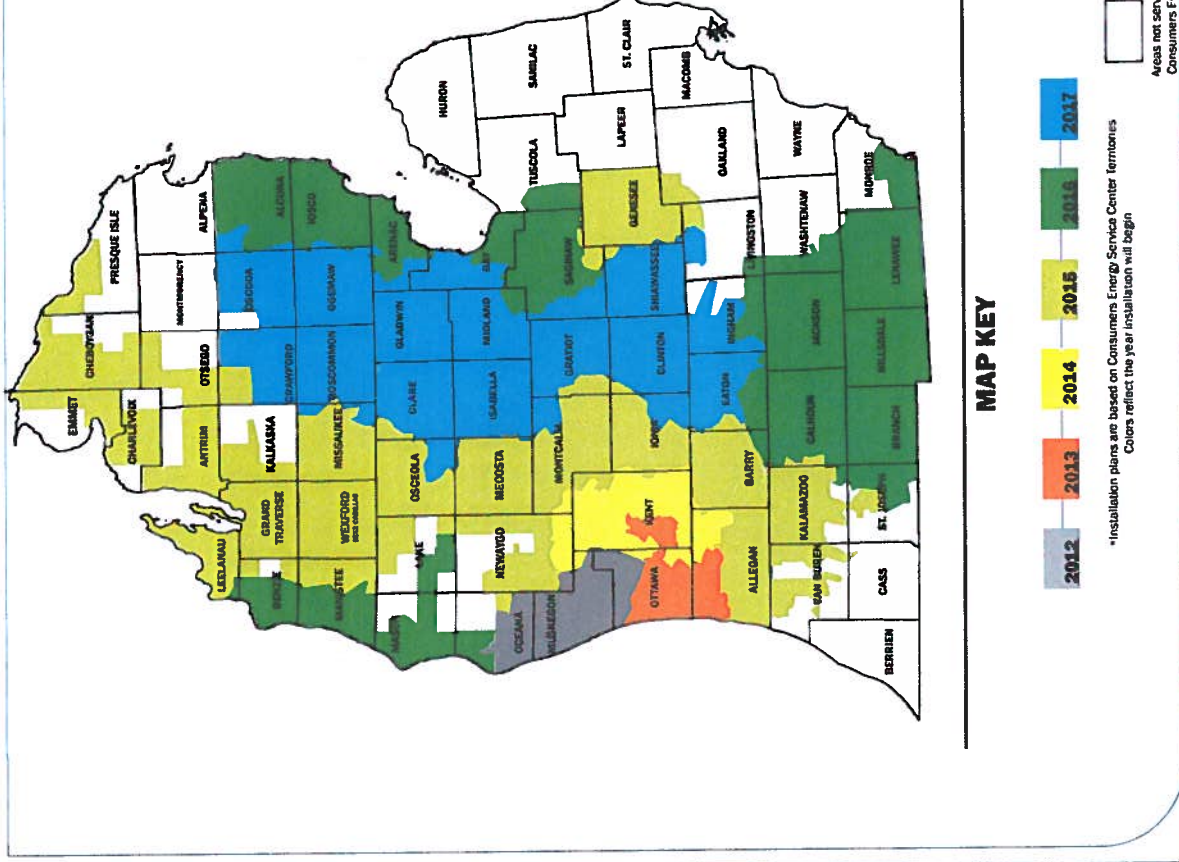 EMMET
CHEBOYGAN
PRESQUE ISLE
CHARLEVOIX
ANTRIM
OTSEGO
MONTMORENCY
ALPENA
LEELANAU
BENZIE
GRAND
TRAVERSE
KALKASKA
CRAWFORD
OSCODA
ALCONA
MANISTEE
WEXFORD
MISSAUKEE
ROSCOMMON
OGEMAW
IOSCO
MASON
LAKE
OSCEOLA
CLARE
GLADWIN
ARENAC
HURON
OCEANA
NEWAYGO
MECOSTA
ISABELLA
MIDLAND
BAY
TUSCOLA
SANILAC
MUSKEGON
MONTCALM
GRATIOT
SAGINAW
GENESEE
LAPEER
ST. CLAIR
OTTAWA
KENT
IONIA
CLINTON
SHIAWASSEE
OAKLAND
MACOMB
ALLEGAN
BARRY
EATON
INGHAM
LIVINGSTON
VAN BUREN
KALAMAZOO
CALHOUN
JACKSON
WASHTENAW
WAYNE
BERRIEN
CASS
ST. JOSEPH
BRANCH
HILLSDALE
LENAWEE
MONROE
MAP KEY
2012
2013
2014
2015
2016
2017
*Installation plans are based on Consumers Energy Service Center Territories
Colors reflect the year installation will begin
Areas not serv
Consumers E